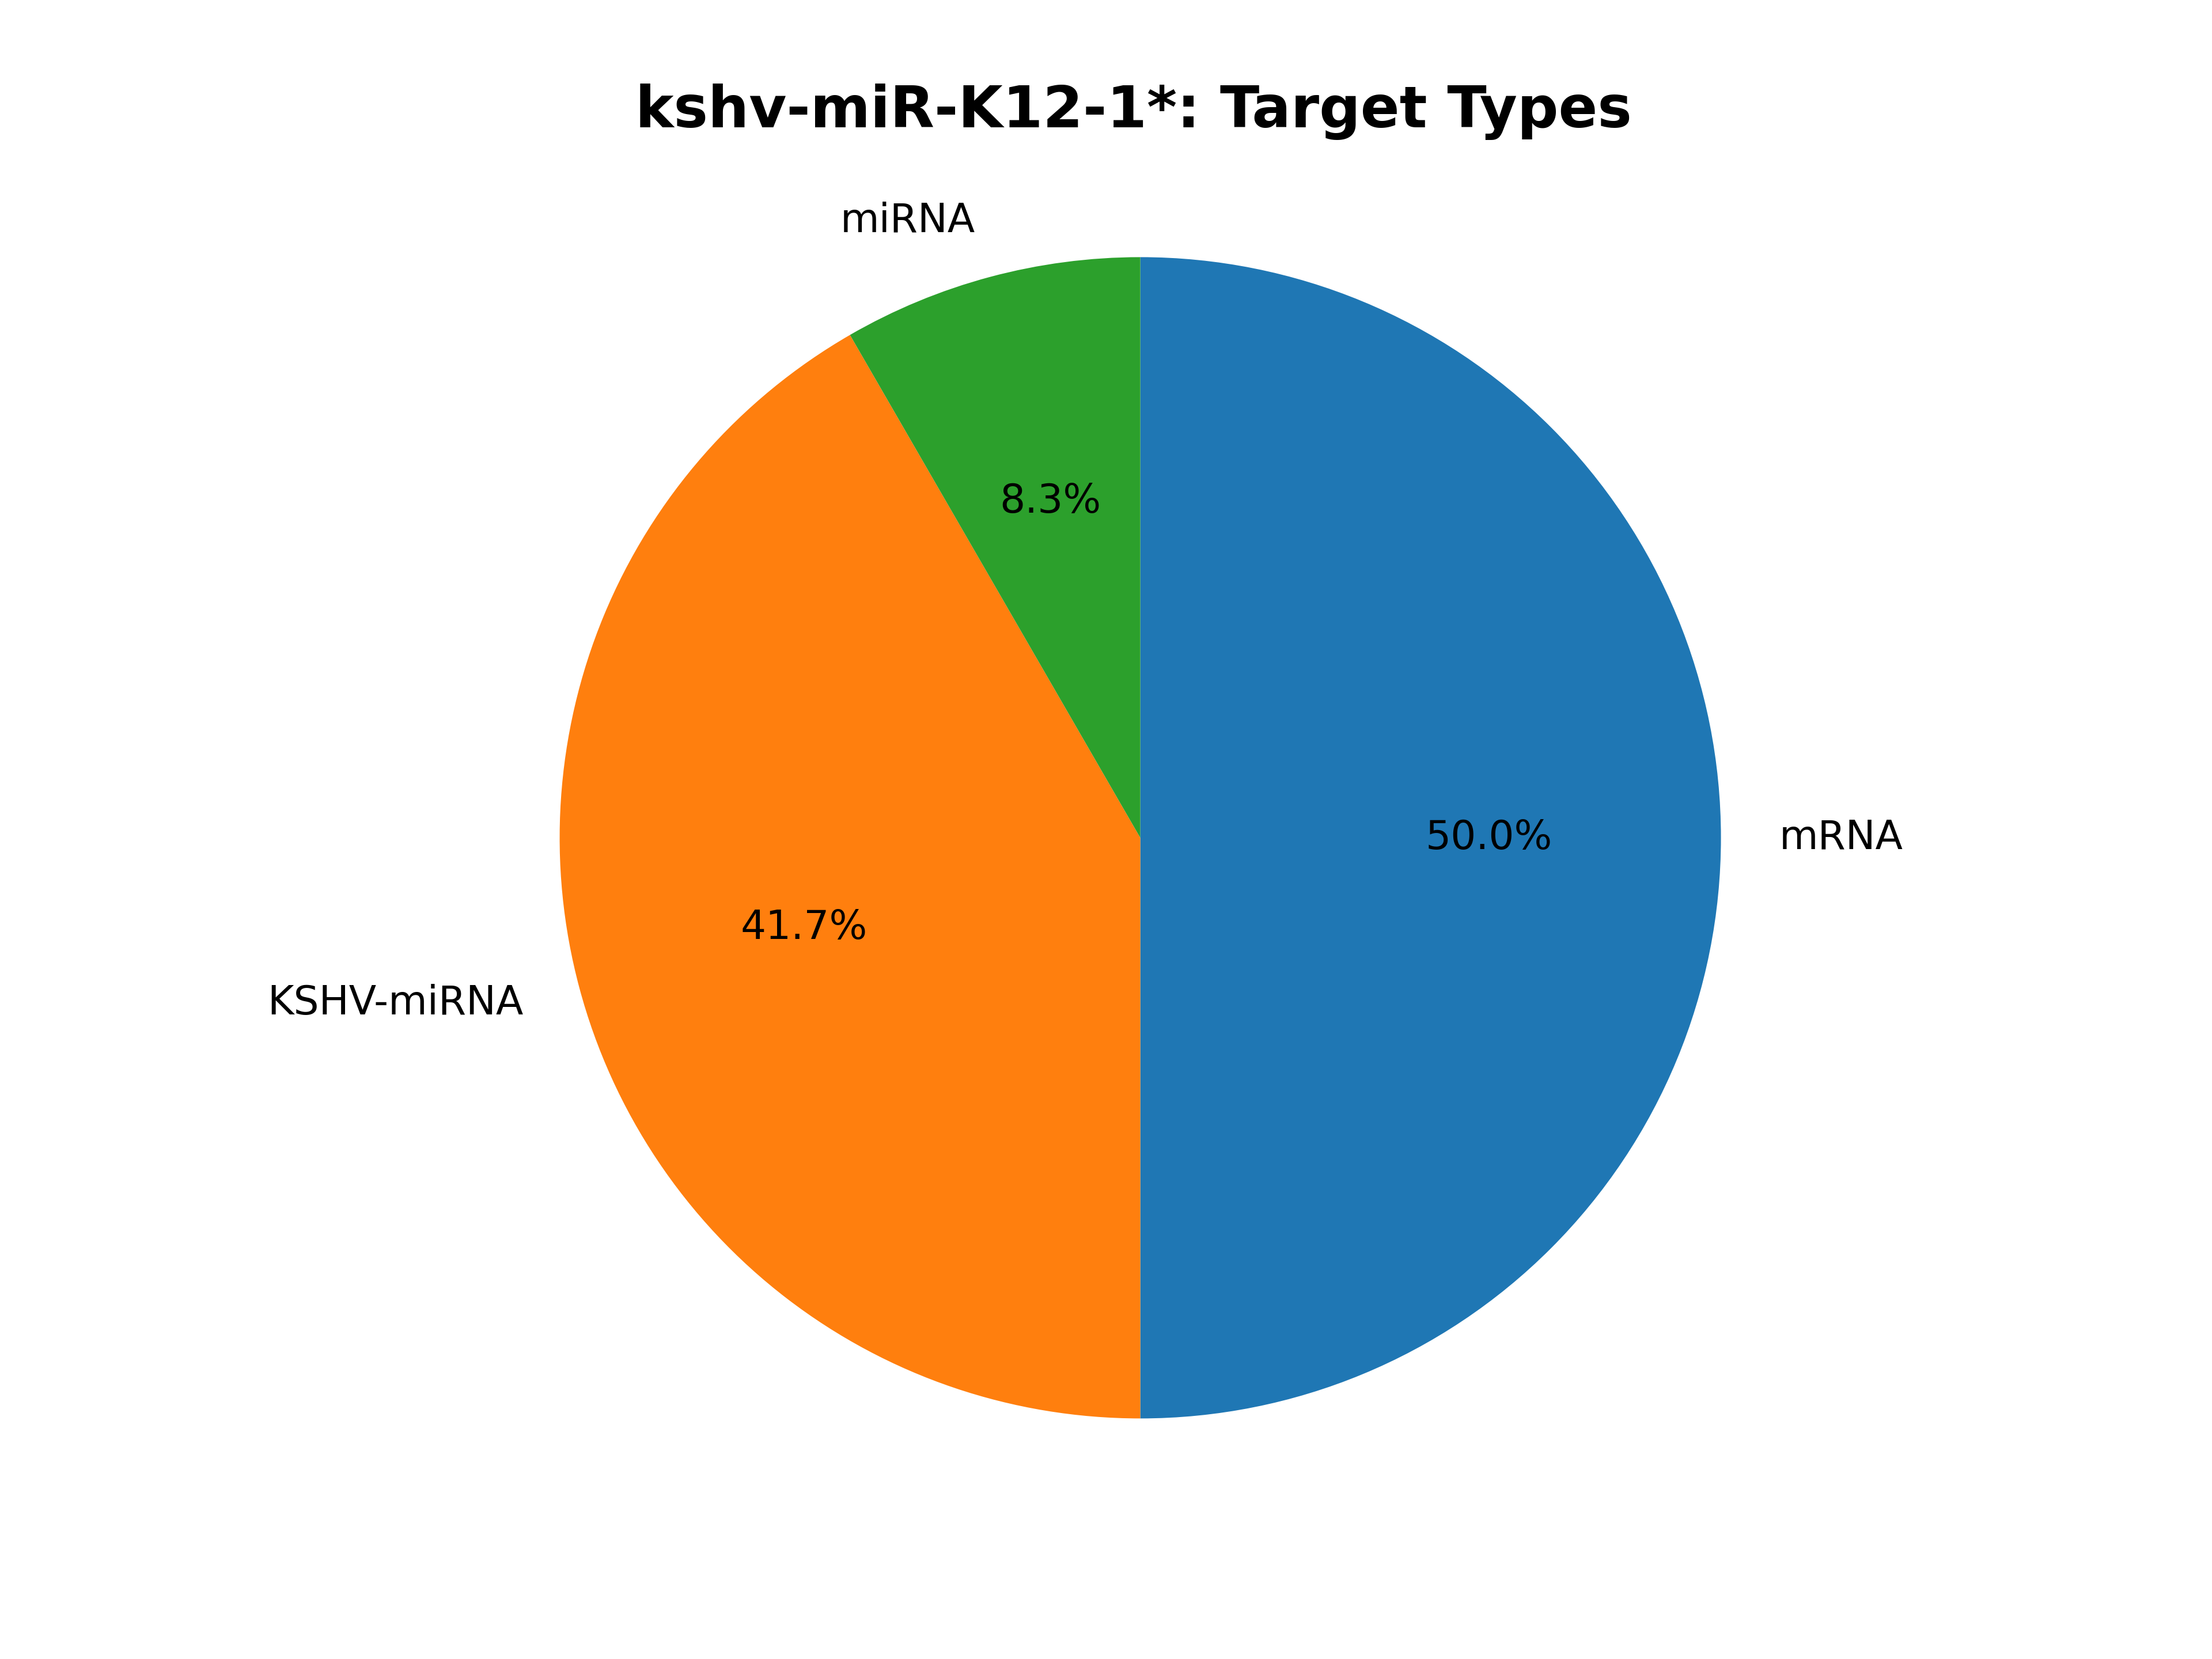 kshv-miR-K12-1*: Target Types
miRNA
8.3%
50.0%
mRNA
41.7%
KSHV-miRNA